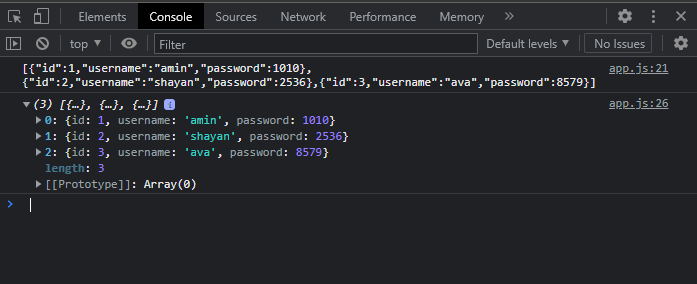 Elements Console Sources Network Performance Memory »
top ▼ Filter Default levels ▼ No Issues
[{"id":1,"username":"amin","password":1010}, app.js:21
{"id":2,"username":"shayan","password":2536},{"id":3,"username":"ava","password":8579}]
▼ (3) [{…}, {…}, {…}] i app.js:26
▶ 0: {id: 1, username: 'amin', password: 1010}
▶ 1: {id: 2, username: 'shayan', password: 2536}
▶ 2: {id: 3, username: 'ava', password: 8579}
length: 3
▶ [[Prototype]]: Array(0)
>